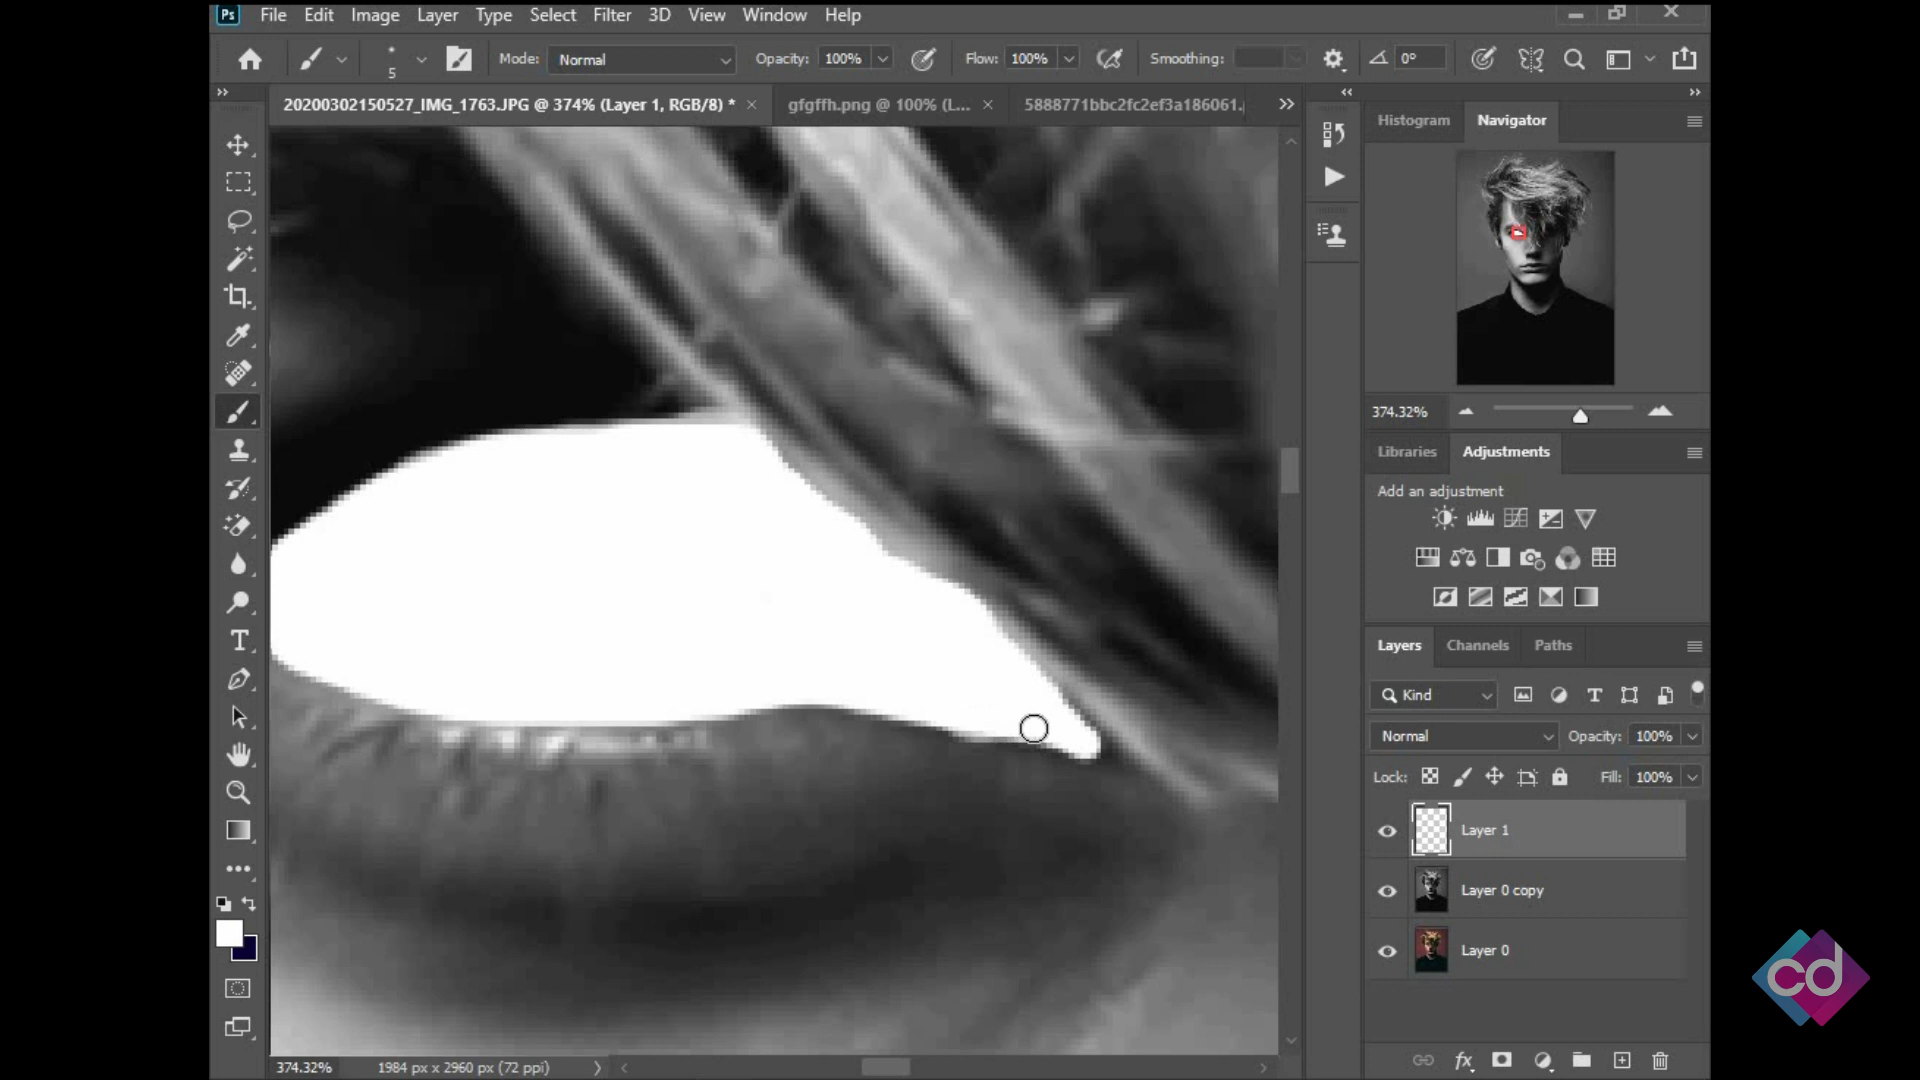 Ps File Edit Image Layer Type Select Filter 3D View Window Help
5 Mode: Normal Opacity: 100% Flow: 100% Smoothing: 0°
20200302150527_IMG_1763.JPG @ 374% (Layer 1, RGB/8) * × gfgffh.png @ 100% (L... × 5888771bbc2fc2ef3a186061.
Histogram Navigator
374.32%
Libraries Adjustments
Add an adjustment
Layers Channels Paths
Kind
Normal Opacity: 100%
Lock: Fill: 100%
Layer 1
Layer 0 copy
Layer 0
fx
374.32% 1984 px x 2960 px (72 ppi)
cd